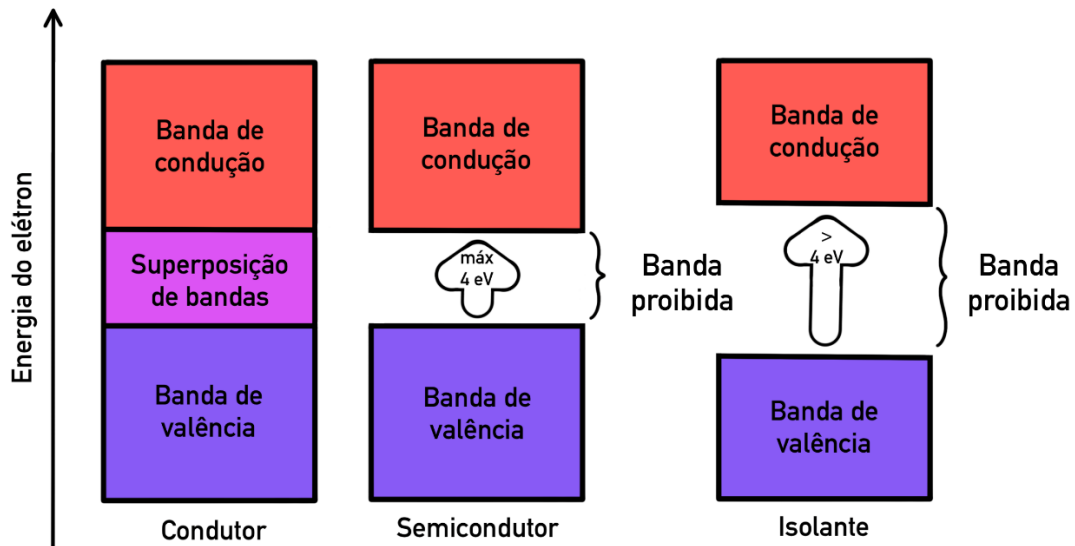 Energia do elétron
Banda de
condução
Superposição
de bandas
Banda de
valência
Condutor
Banda de
condução
máx
4 eV
Banda
proibida
Banda de
valência
Semicondutor
Banda de
condução
>
4 eV
Banda
proibida
Banda de
valência
Isolante